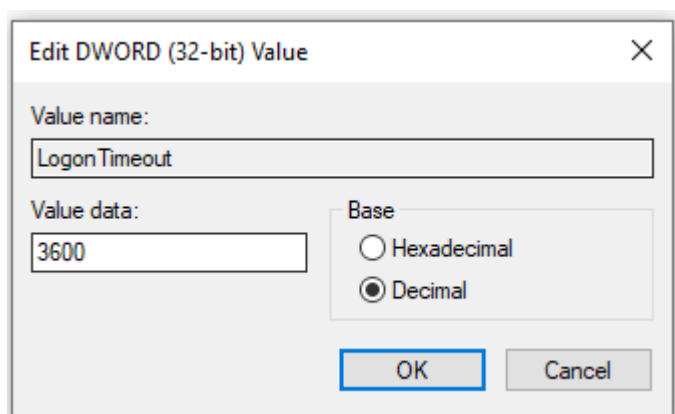 Edit DWORD (32-bit) Value
Value name:
LogonTimeout
Value data:
3600
Base
Hexadecimal
Decimal
OK
Cancel